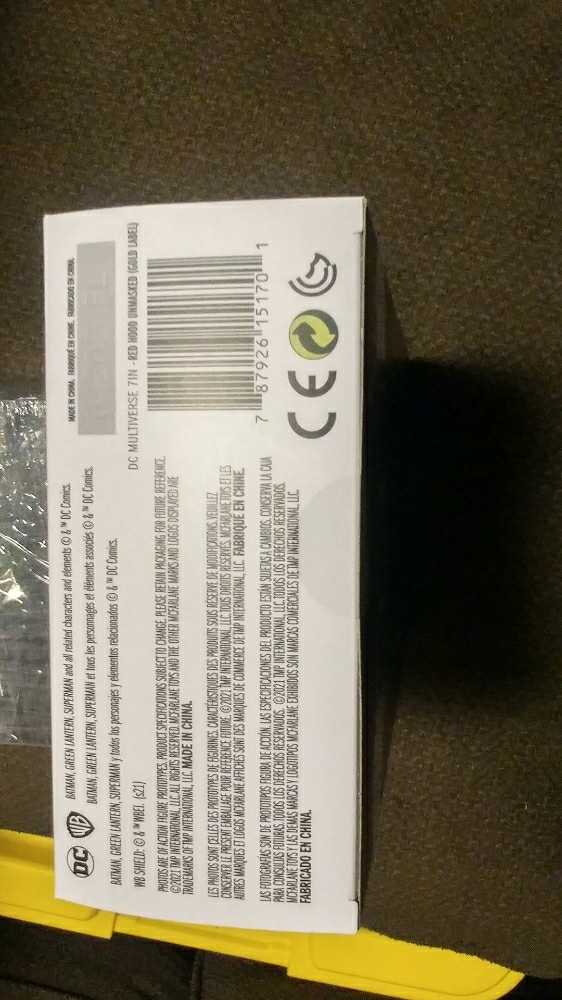 DC WB BATMAN, GREEN LANTERN, SUPERMAN and all related characters and elements © & ™ DC Comics.
BATMAN, GREEN LANTERN, SUPERMAN et tous les personnages et éléments associés © & ™ DC Comics.
BATMAN, GREEN LANTERN, SUPERMAN y todos los personajes y elementos relacionados © & ™ DC Comics.
WB SHIELD: © & ™ WBEI. (s21)
MADE IN CHINA. FABRIQUÉ EN CHINE. FABRICADO EN CHINA.
DC MULTIVERSE 7IN - RED HOOD UNMASKED (GOLD LABEL)
7 87926 15170 1
CE
PHOTOS ARE OF ACTION FIGURE PROTOTYPES. PRODUCT SPECIFICATIONS SUBJECT TO CHANGE. PLEASE RETAIN PACKAGING FOR FUTURE REFERENCE.
©2021 TMP INTERNATIONAL, LLC. ALL RIGHTS RESERVED. MCFARLANE TOYS AND THE OTHER MCFARLANE MARKS AND LOGOS DISPLAYED ARE
TRADEMARKS OF TMP INTERNATIONAL, LLC. MADE IN CHINA.
LES PHOTOS SONT CELLES DES PROTOTYPES DE FIGURINES. CARACTÉRISTIQUES DES PRODUITS SOUS RÉSERVE DE MODIFICATIONS. VEUILLEZ
CONSERVER LE PRÉSENT EMBALLAGE POUR RÉFÉRENCE FUTURE. ©2021 TMP INTERNATIONAL, LLC. TOUS DROITS RÉSERVÉS. MCFARLANE TOYS ET LES
AUTRES MARQUES ET LOGOS MCFARLANE AFFICHÉS SONT DES MARQUES DE COMMERCE DE TMP INTERNATIONAL, LLC. FABRIQUÉ EN CHINE.
LAS FOTOGRAFÍAS SON DE PROTOTIPOS FIGURA DE ACCIÓN. LAS ESPECIFICACIONES DEL PRODUCTO ESTÁN SUJETAS A CAMBIOS. CONSERVA LA CAJA
PARA CONSULTAS FUTURAS. TODOS LOS DERECHOS RESERVADOS. ©2021 TMP INTERNATIONAL, LLC. TODOS LOS DERECHOS RESERVADOS.
MCFARLANE TOYS Y LAS DEMÁS MARCAS Y LOGOTIPOS MCFARLANE EXHIBIDOS SON MARCAS COMERCIALES DE TMP INTERNATIONAL, LLC.
FABRICADO EN CHINA.